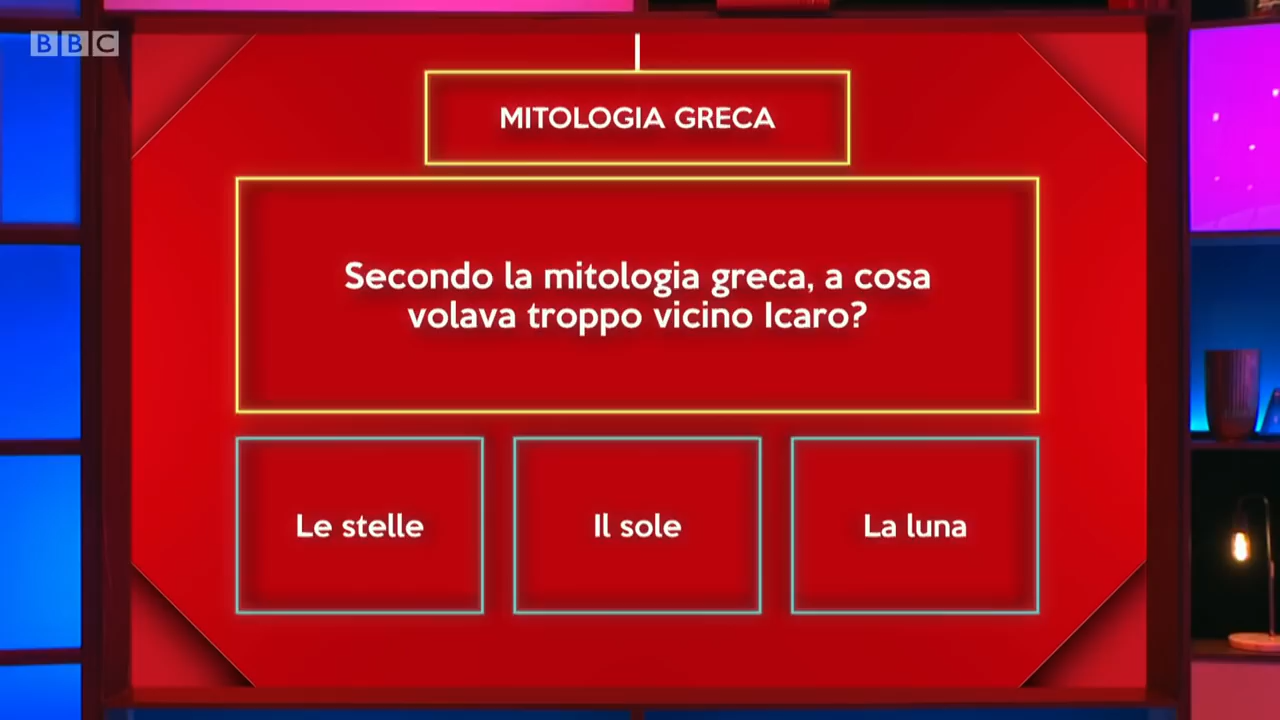 BBC
MITOLOGIA GRECA
Secondo la mitologia greca, a cosa
volava troppo vicino Icaro?
Le stelle
Il sole
La luna